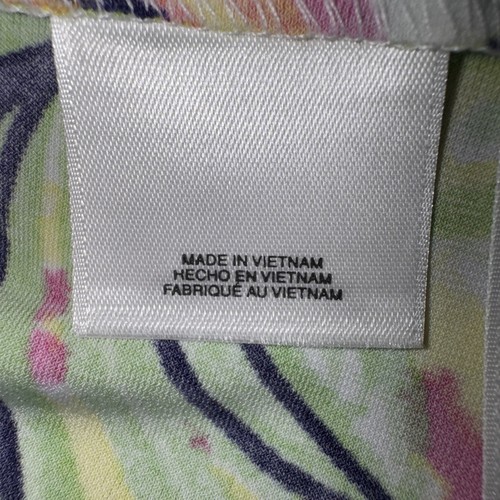 MADE IN VIETNAM
HECHO EN VIETNAM
FABRIQUÉ AU VIETNAM